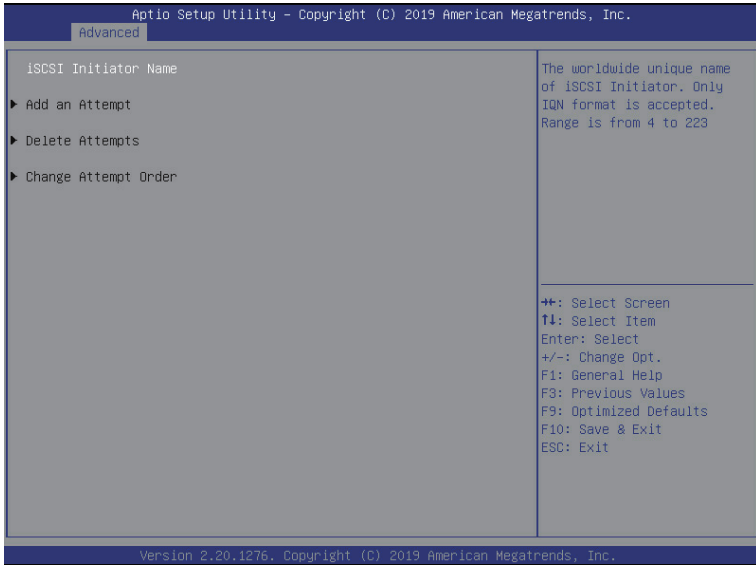 Aptio Setup Utility – Copyright (C) 2019 American Megatrends, Inc.
Advanced
iSCSI Initiator Name
▶ Add an Attempt
▶ Delete Attempts
▶ Change Attempt Order
The worldwide unique name
of iSCSI Initiator. Only
IQN format is accepted.
Range is from 4 to 223
→←: Select Screen
↑↓: Select Item
Enter: Select
+/-: Change Opt.
F1: General Help
F3: Previous Values
F9: Optimized Defaults
F10: Save & Exit
ESC: Exit
Version 2.20.1276. Copyright (C) 2019 American Megatrends, Inc.